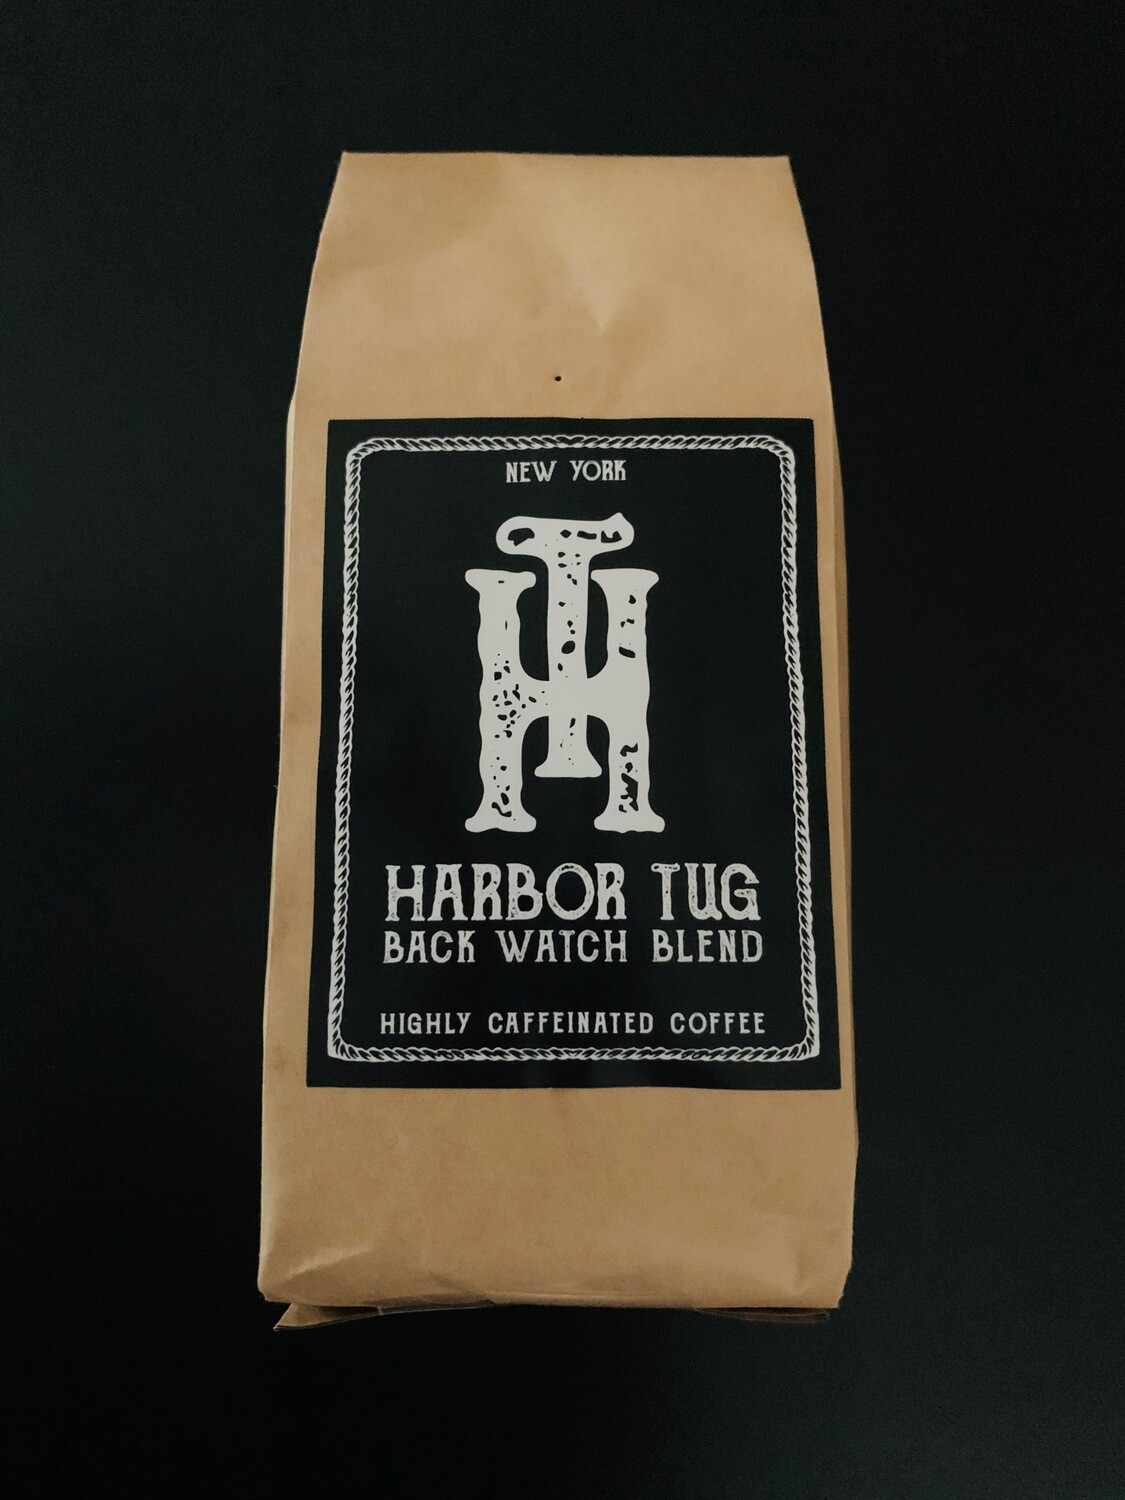 NEW YORK
HT
HARBOR TUG
BACK WATCH BLEND
HIGHLY CAFFEINATED COFFEE